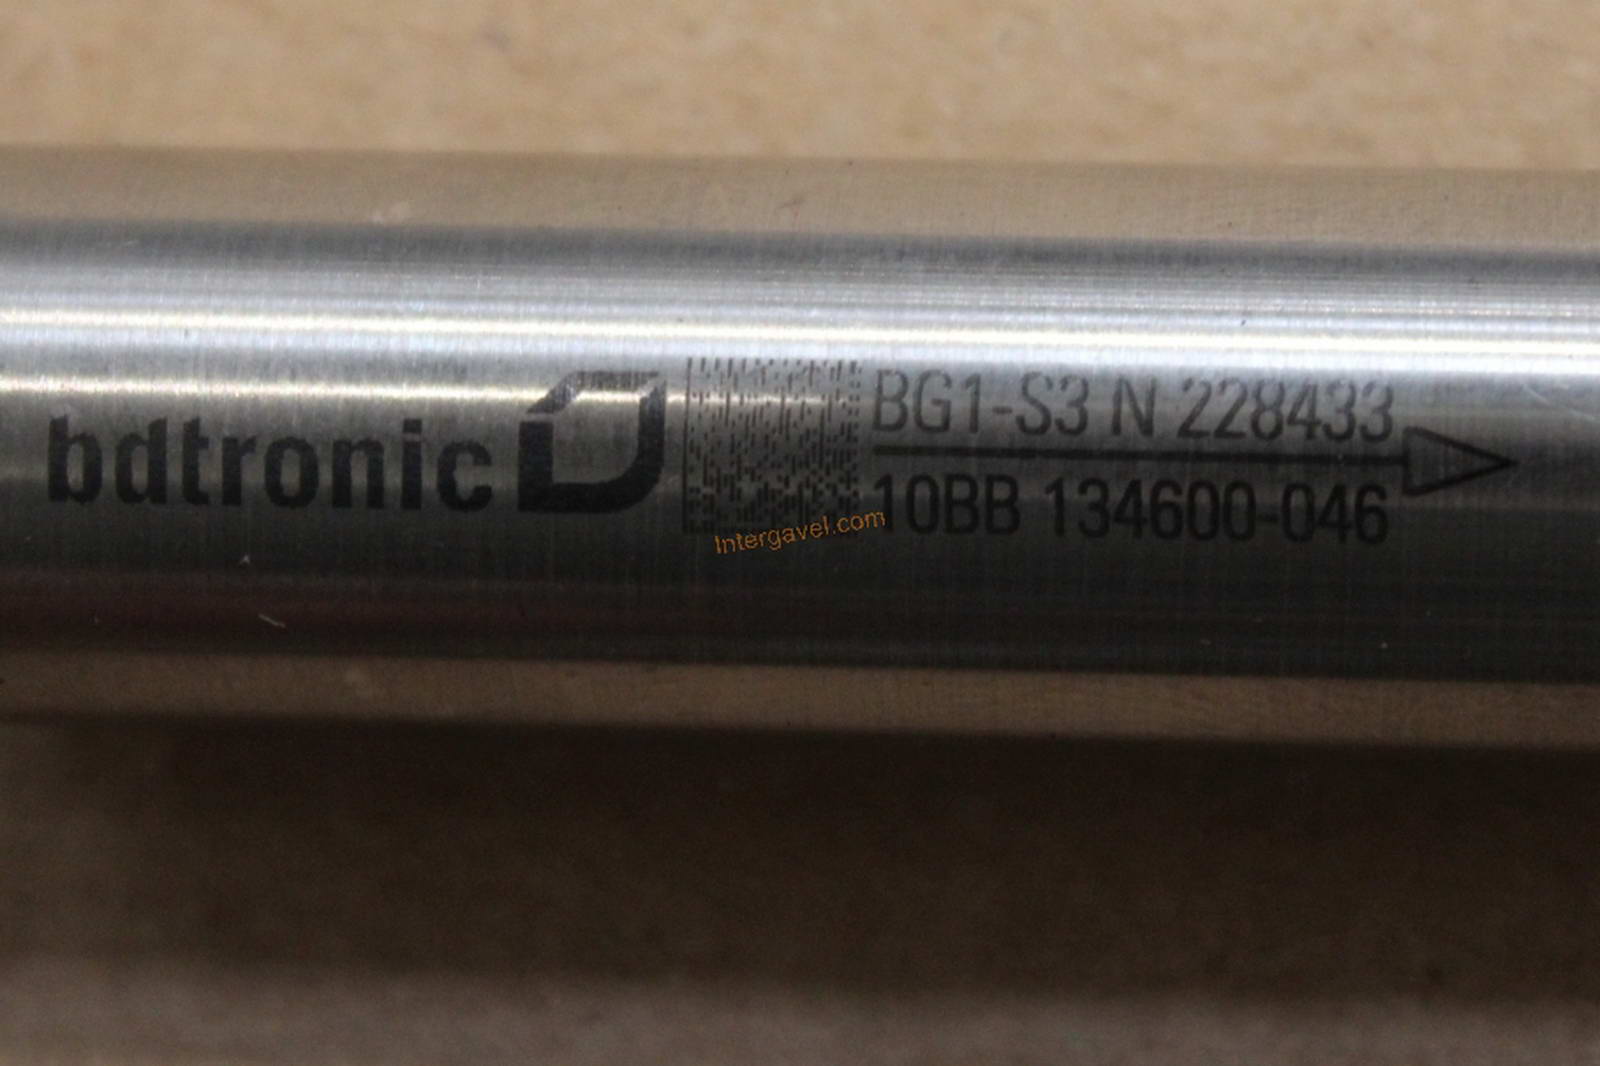 bdtronic
BG1-S3 N 228433
10BB 134600-046
Intergavel.com